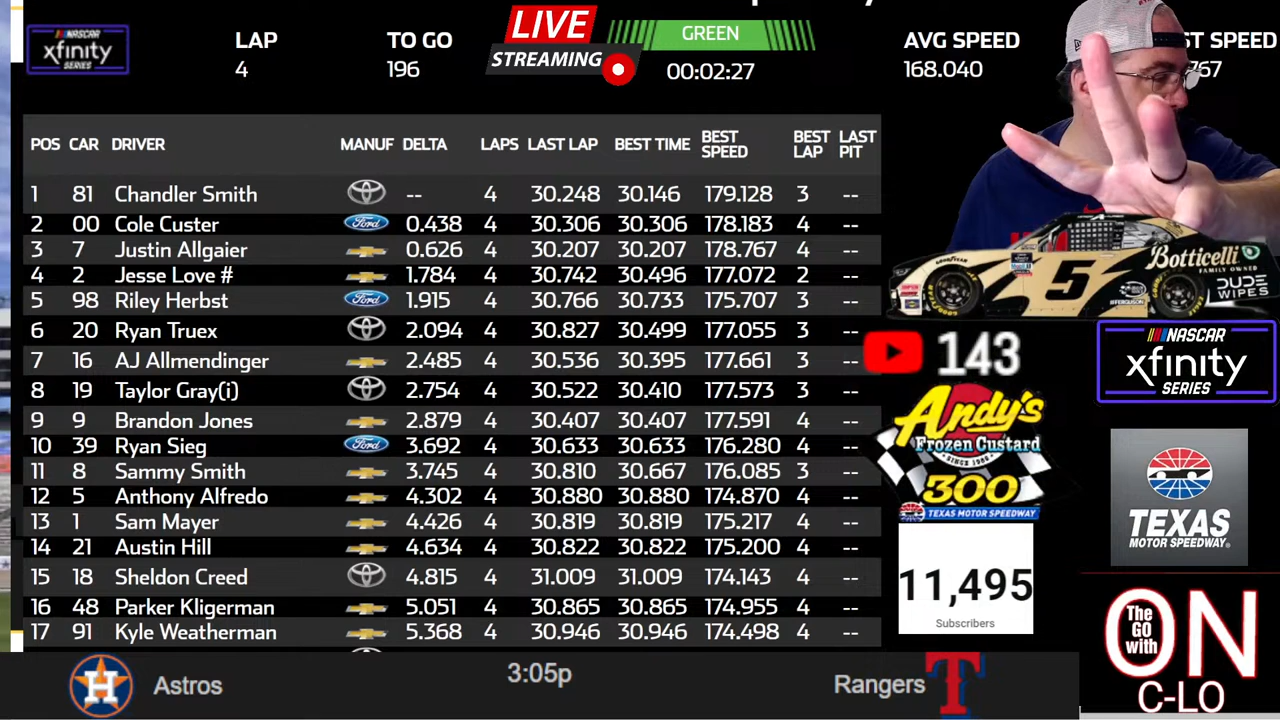 NASCAR
xfinity
SERIES
LAP
4
TO GO
196
LIVE
STREAMING
GREEN
00:02:27
AVG SPEED
168.040
ST SPEED
767
POS CAR DRIVER MANUF DELTA LAPS LAST LAP BEST TIME BEST SPEED BEST LAP LAST PIT
1 81 Chandler Smith -- 4 30.248 30.146 179.128 3 --
2 00 Cole Custer Ford 0.438 4 30.306 30.306 178.183 4 --
3 7 Justin Allgaier 0.626 4 30.207 30.207 178.767 4 --
4 2 Jesse Love # 1.784 4 30.742 30.496 177.072 2 --
5 98 Riley Herbst Ford 1.915 4 30.766 30.733 175.707 3 --
6 20 Ryan Truex 2.094 4 30.827 30.499 177.055 3 --
7 16 AJ Allmendinger 2.485 4 30.536 30.395 177.661 3 --
8 19 Taylor Gray(i) 2.754 4 30.522 30.410 177.573 3 --
9 9 Brandon Jones 2.879 4 30.407 30.407 177.591 4 --
10 39 Ryan Sieg Ford 3.692 4 30.633 30.633 176.280 4 --
11 8 Sammy Smith 3.745 4 30.810 30.667 176.085 3 --
12 5 Anthony Alfredo 4.302 4 30.880 30.880 174.870 4 --
13 1 Sam Mayer 4.426 4 30.819 30.819 175.217 4 --
14 21 Austin Hill 4.634 4 30.822 30.822 175.200 4 --
15 18 Sheldon Creed 4.815 4 31.009 31.009 174.143 4 --
16 48 Parker Kligerman 5.051 4 30.865 30.865 174.955 4 --
17 91 Kyle Weatherman 5.368 4 30.946 30.946 174.498 4 --
GOODYEAR
5
Botticelli
FAMILY OWNED
DUDE
WIPES
143
NASCAR
xfinity
SERIES
Andy's
Frozen Custard
SINCE 1986
300
TEXAS MOTOR SPEEDWAY
TEXAS
MOTOR SPEEDWAY
11,495
Subscribers
The
GO
with
ON
C-LO
H
Astros
3:05p
Rangers
T